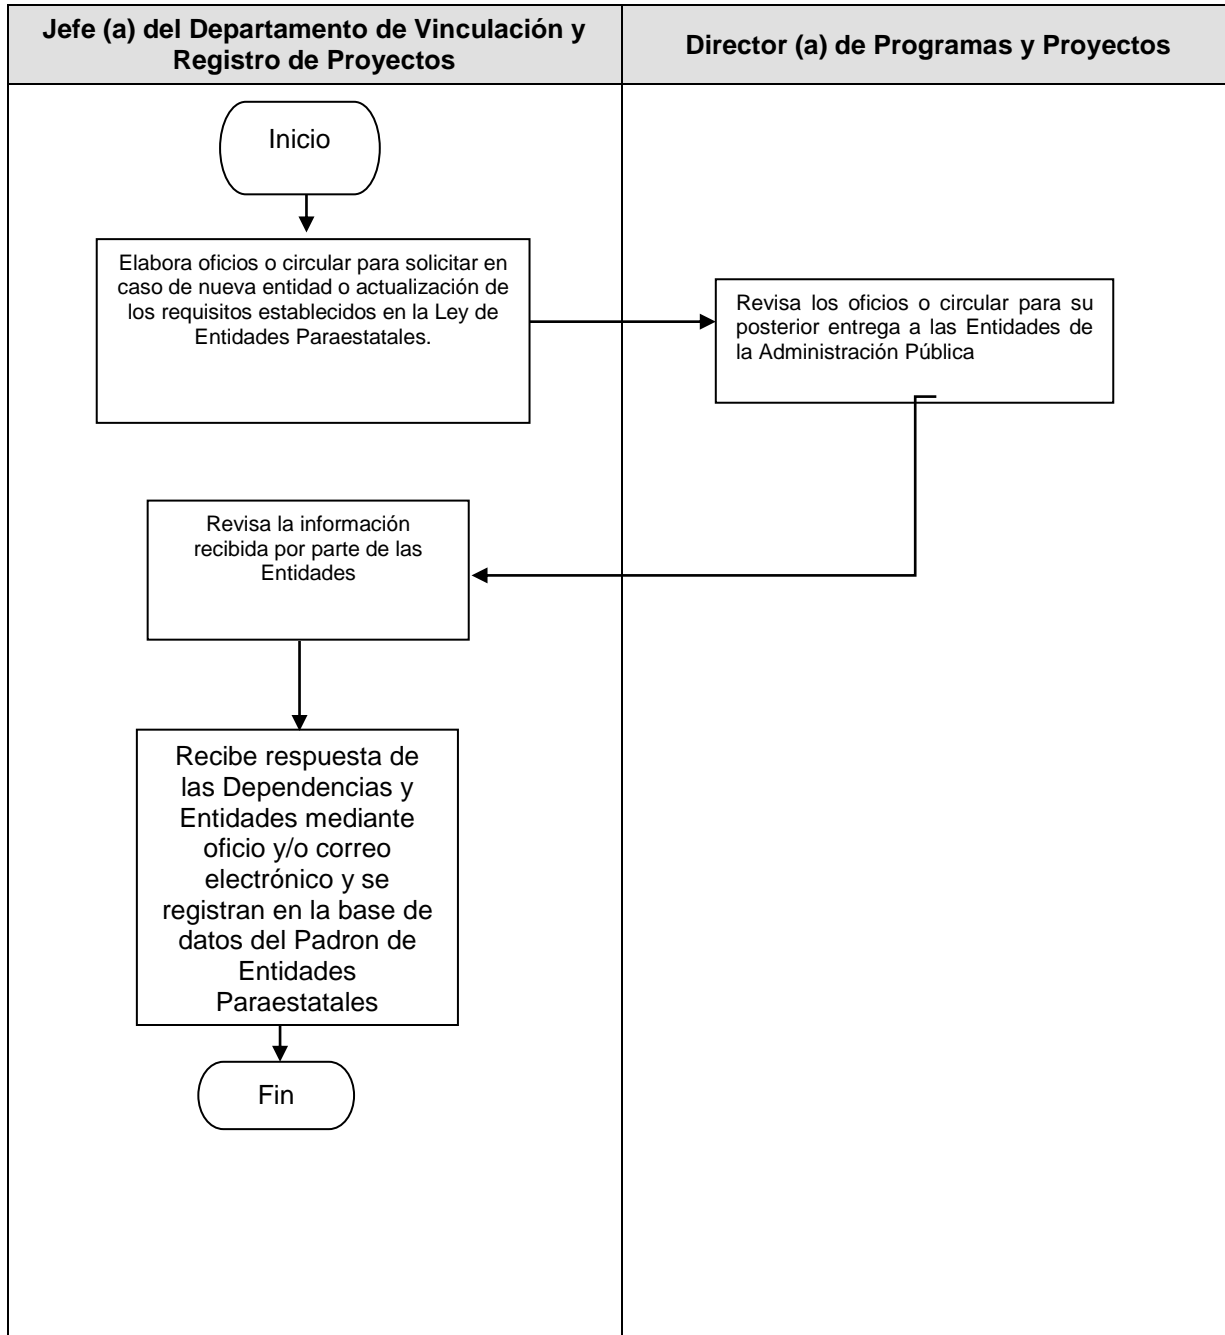 Jefe (a) del Departamento de Vinculación y
Registro de Proyectos
Director (a) de Programas y Proyectos
Inicio
Elabora oficios o circular para solicitar en
caso de nueva entidad o actualización de
los requisitos establecidos en la Ley de
Entidades Paraestatales.
Revisa los oficios o circular para su
posterior entrega a las Entidades de
la Administración Pública
Revisa la información
recibida por parte de las
Entidades
Recibe respuesta de
las Dependencias y
Entidades mediante
oficio y/o correo
electrónico y se
registran en la base de
datos del Padron de
Entidades
Paraestatales
Fin